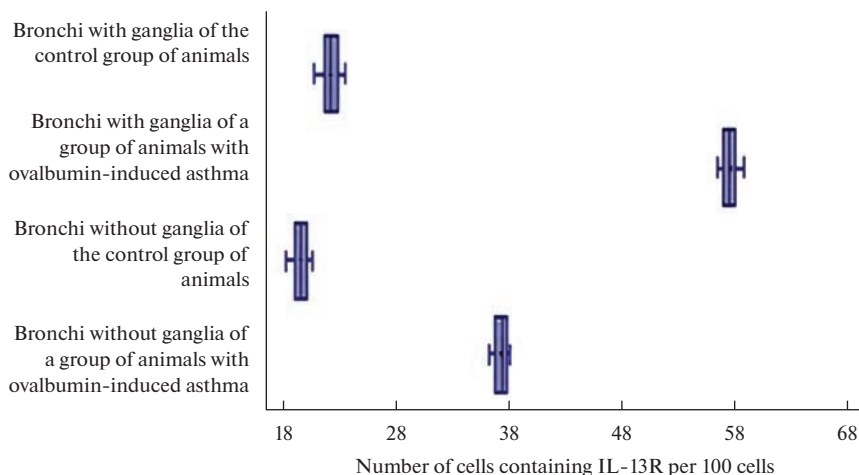 Bronchi with ganglia of the
control group of animals
Bronchi with ganglia of a
group of animals with
ovalbumin-induced asthma
Bronchi without ganglia of
the control group of
animals
Bronchi without ganglia of
a group of animals with
ovalbumin-induced asthma
18 28 38 48 58 68
Number of cells containing IL-13R per 100 cells